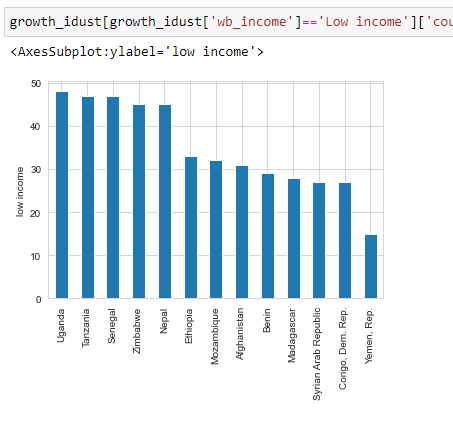 growth_idust[growth_idust['wb_income']=='Low income']['cou
<AxesSubplot:ylabel='low income'>
50
40
30
20
10
0
low income
Uganda
Tanzania
Senegal
Zimbabwe
Nepal
Ethiopia
Mozambique
Afghanistan
Benin
Madagascar
Syrian Arab Republic
Congo, Dem. Rep.
Yemen, Rep.